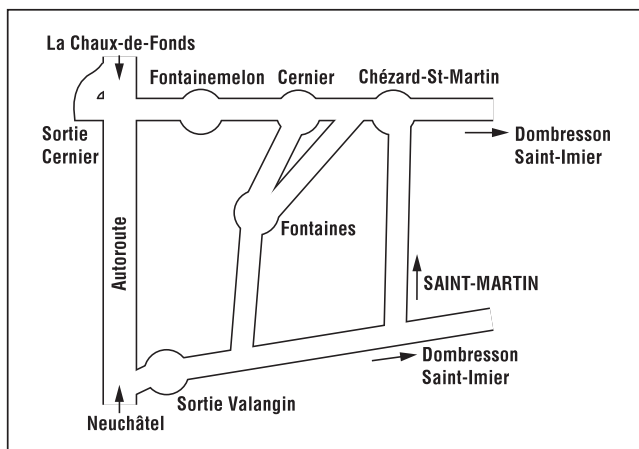 La Chaux-de-Fonds
Fontainemelon
Cernier
Chézard-St-Martin
Sortie
Cernier
Dombresson
Saint-Imier
Autoroute
Fontaines
SAINT-MARTIN
Dombresson
Saint-Imier
Sortie Valangin
Neuchâtel